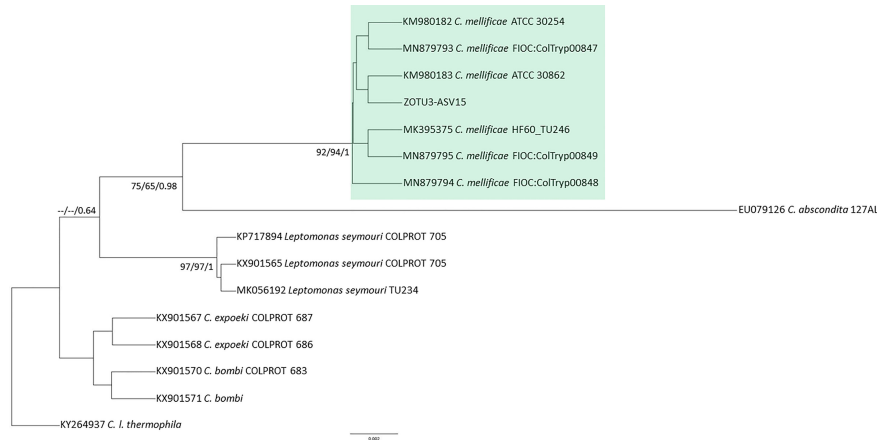 KM980182 C. mellificae ATCC 30254
MN879793 C. mellificae FIOC:ColTryp00847
KM980183 C. mellificae ATCC 30862
ZOTU3-ASV15
MK395375 C. mellificae HF60_TU246
92/94/1
MN879795 C. mellificae FIOC:ColTryp00849
75/65/0.98
MN879794 C. mellificae FIOC:ColTryp00848
--/--/0.64
EU079126 C. abscondita 127AL
KP717894 Leptomonas seymouri COLPROT 705
KX901565 Leptomonas seymouri COLPROT 705
97/97/1
MK056192 Leptomonas seymouri TU234
KX901567 C. expoeki COLPROT 687
KX901568 C. expoeki COLPROT 686
KX901570 C. bombi COLPROT 683
KX901571 C. bombi
KY264937 C. l. thermophila
0.002